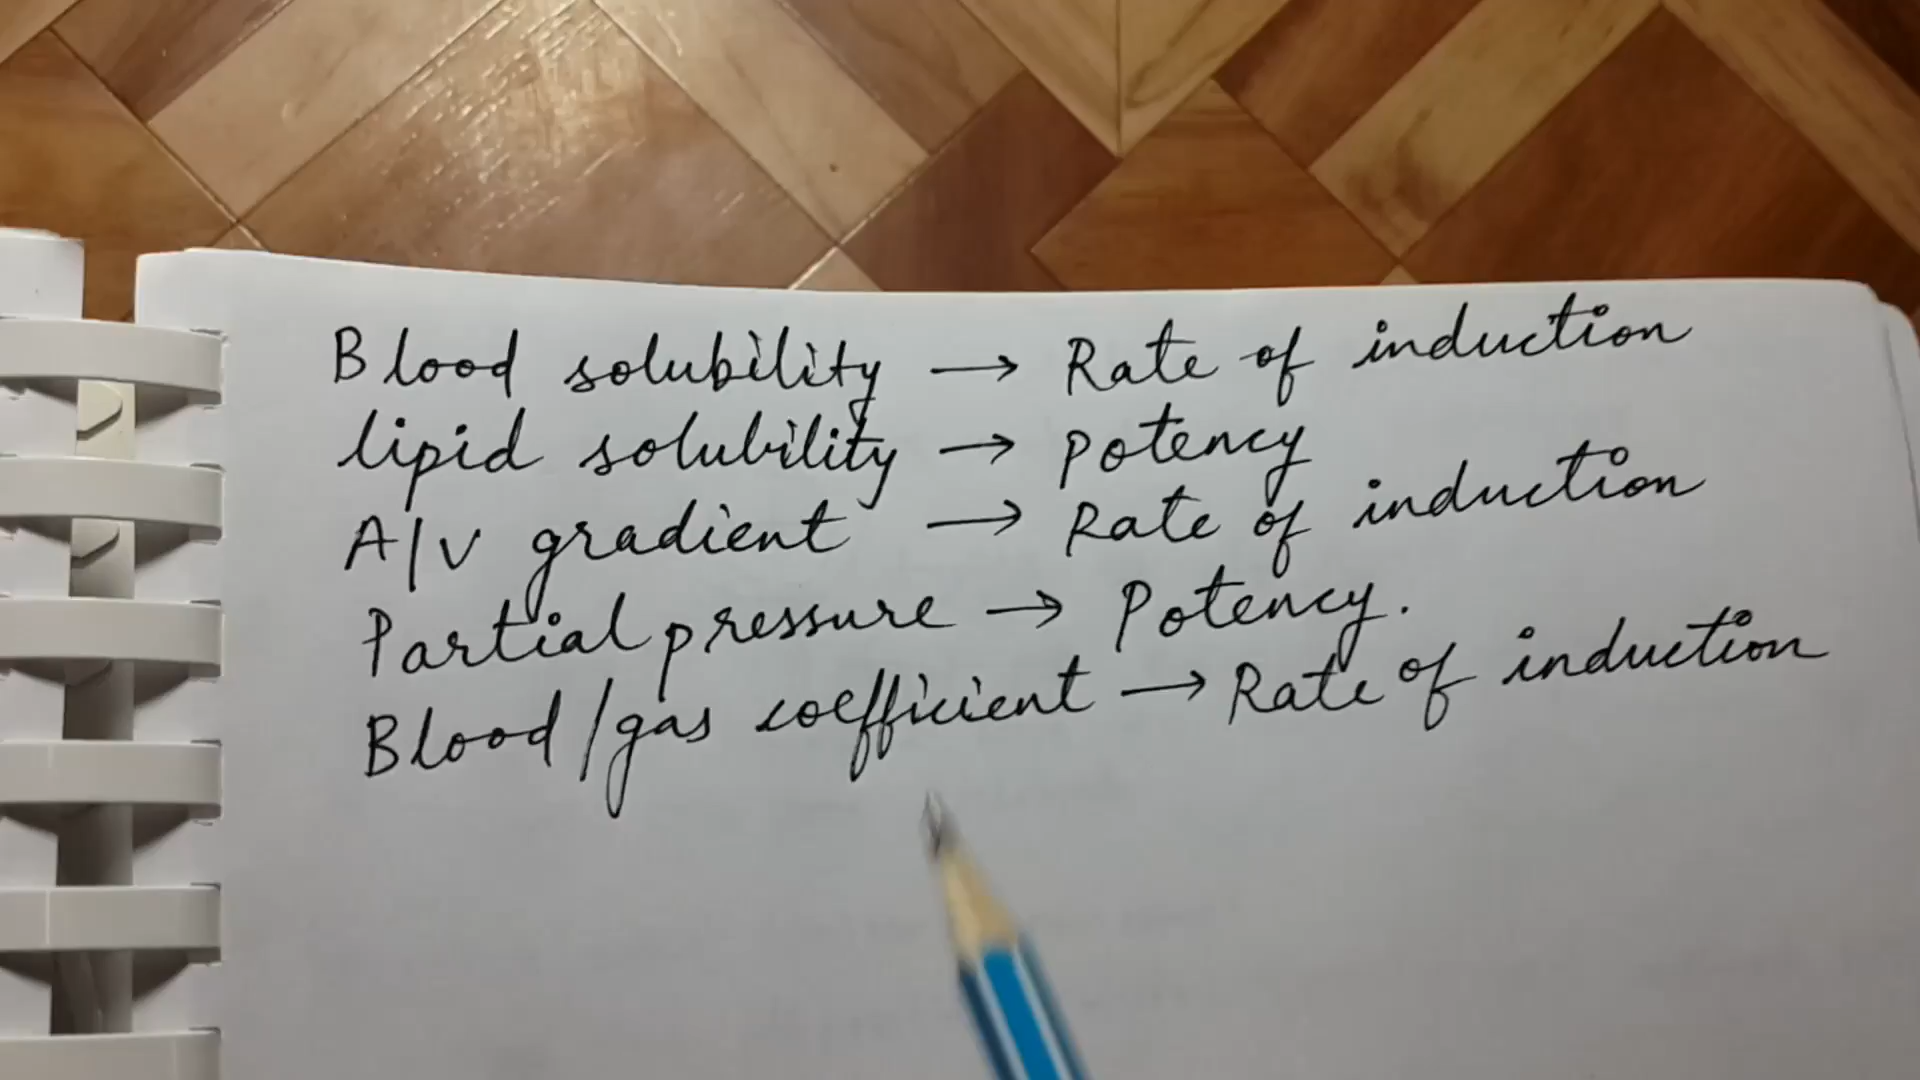 Blood solubility → Rate of induction
lipid solubility → potency
A/V gradient → Rate of induction
Partial pressure → Potency.
Blood/gas coefficient → Rate of induction